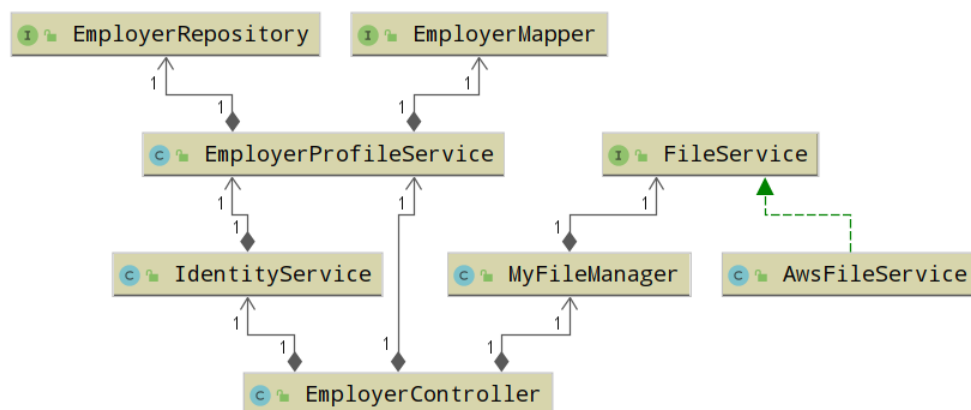 I EmployerRepository
I EmployerMapper
1
1
1
1
C EmployerProfileService
I FileService
1
1
1
1
1
C IdentityService
C MyFileManager
C AwsFileService
1
1
1
1
1
C EmployerController